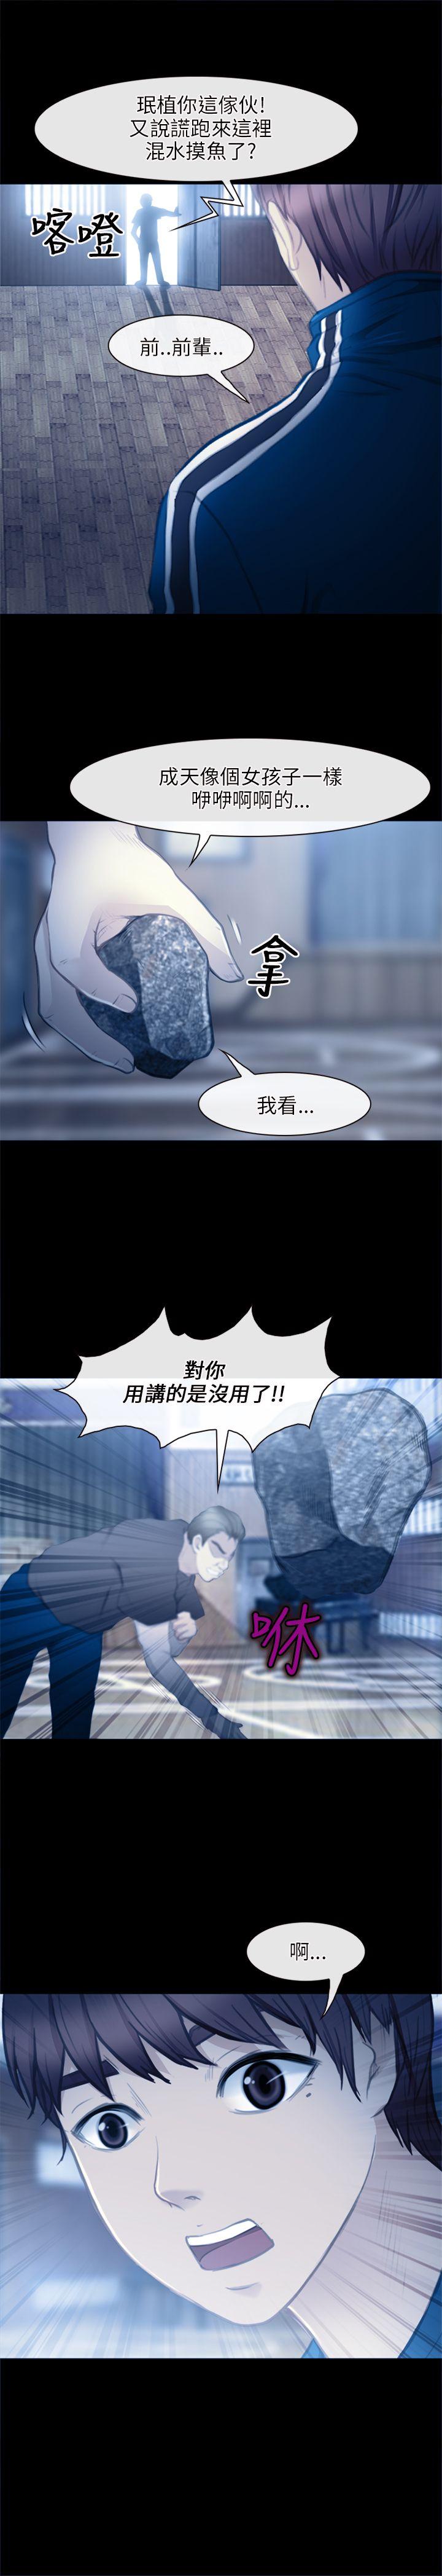 珉植你這傢伙!
又說謊跑來這裡
混水摸魚了?
喀噔
前..前輩..
成天像個女孩子一樣
咿咿啊啊的...
拿
我看...
對你
用講的是沒用了!!
咻
啊...